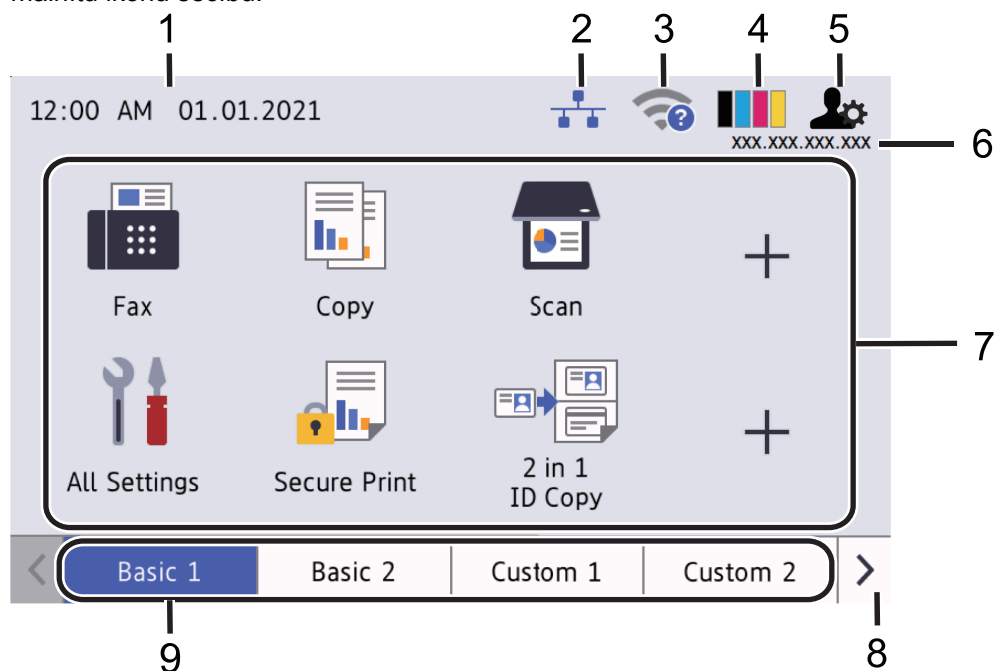 1 2 3 4 5
12:00 AM 01.01.2021
XXX.XXX.XXX.XXX 6
Fax Copy Scan
7
All Settings Secure Print 2 in 1
ID Copy
Basic 1 Basic 2 Custom 1 Custom 2
9 8